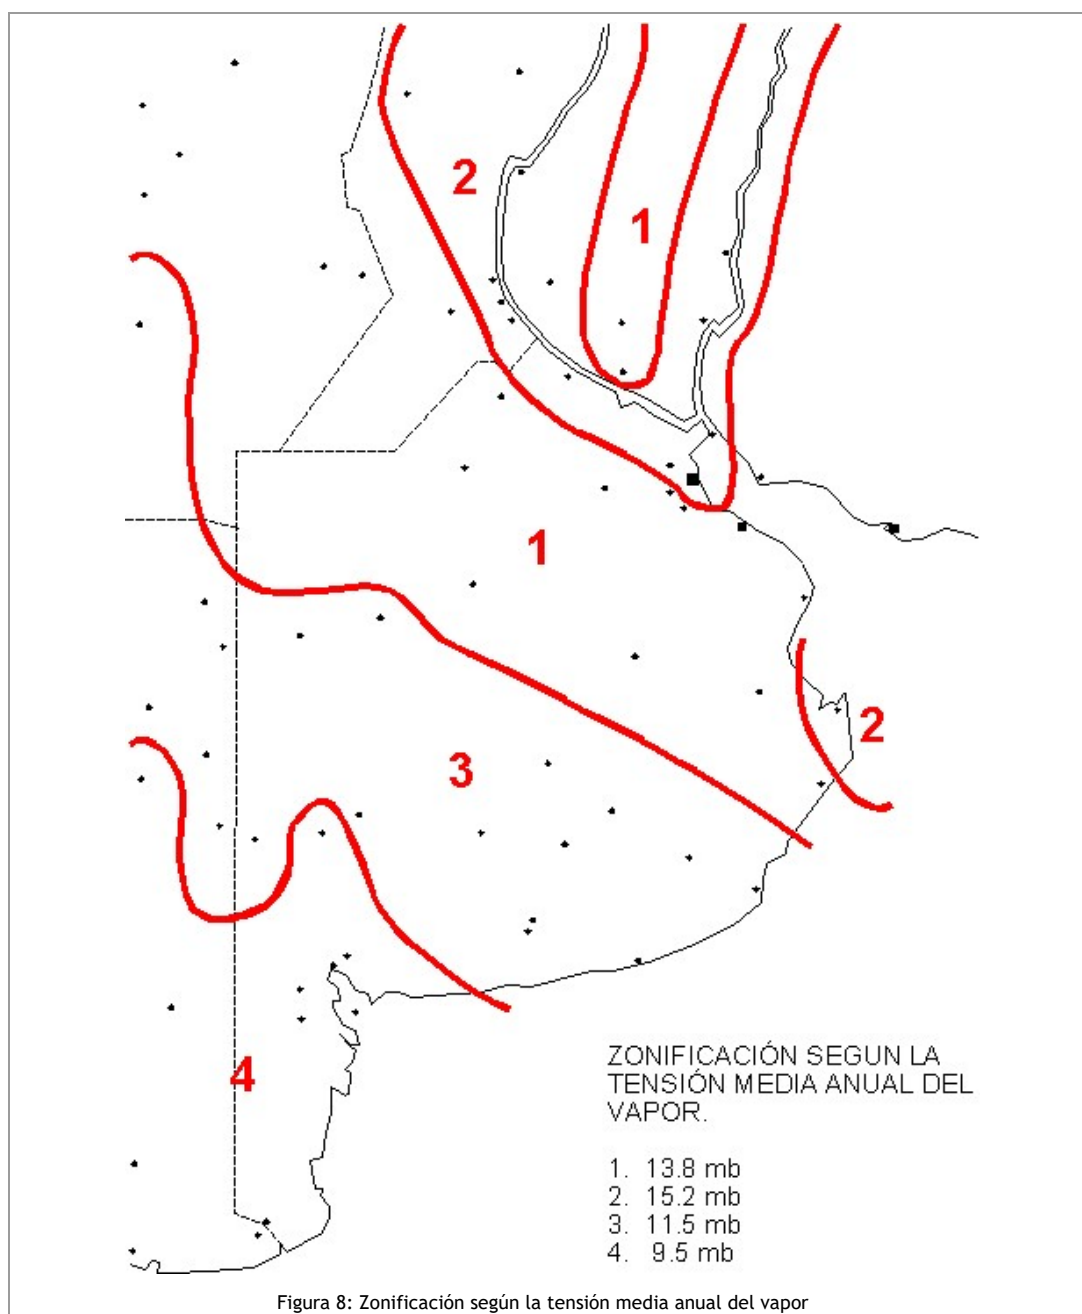 2
1
1
2
3
4
ZONIFICACIÓN SEGUN LA
TENSIÓN MEDIA ANUAL DEL
VAPOR.
1. 13.8 mb
2. 15.2 mb
3. 11.5 mb
4. 9.5 mb
Figura 8: Zonificación según la tensión media anual del vapor